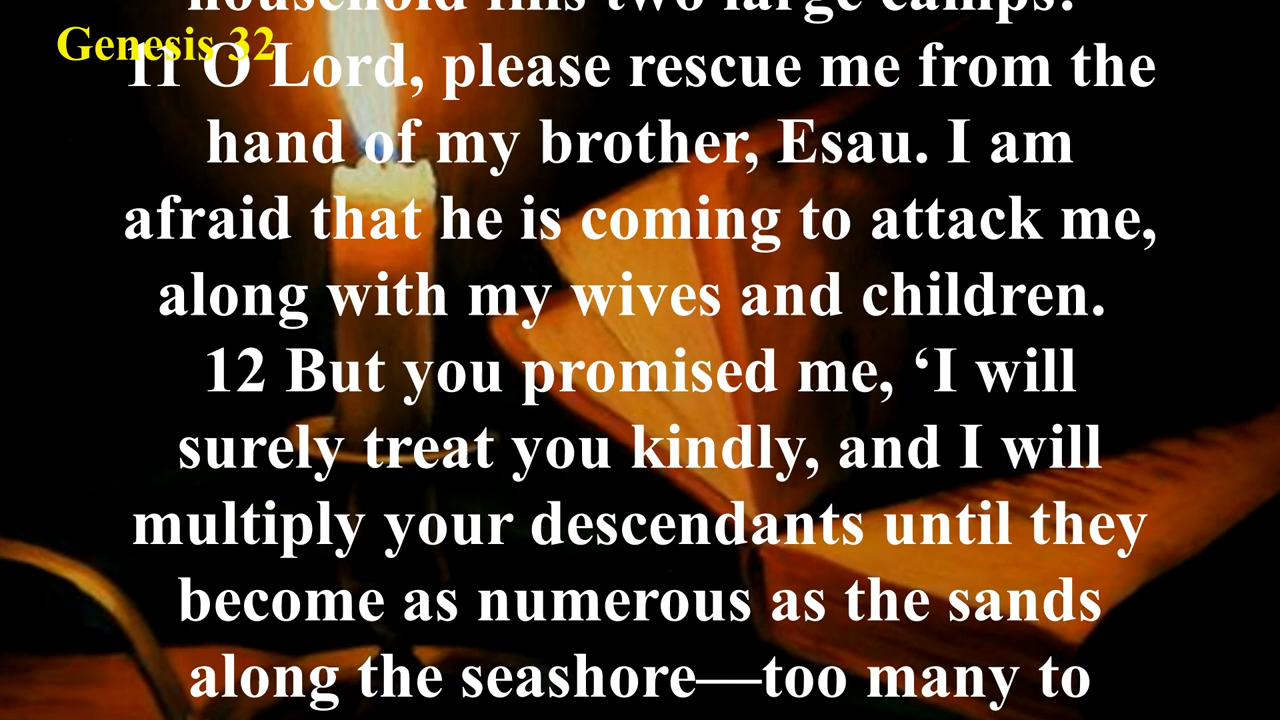 household fills two large camps!
Genesis 32
11 O Lord, please rescue me from the
hand of my brother, Esau. I am
afraid that he is coming to attack me,
along with my wives and children.
12 But you promised me, ‘I will
surely treat you kindly, and I will
multiply your descendants until they
become as numerous as the sands
along the seashore—too many to